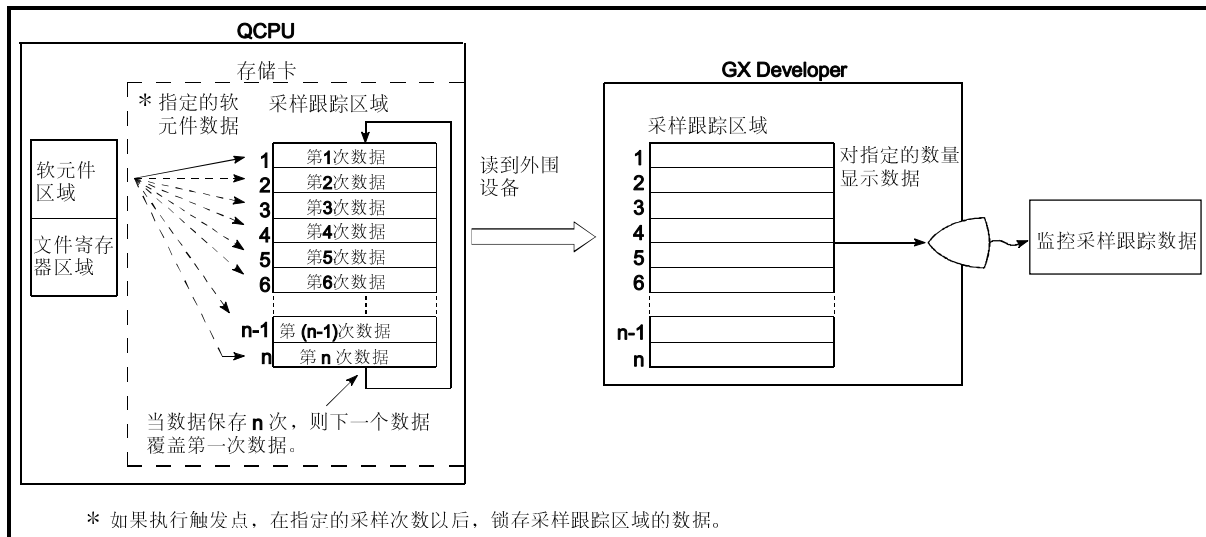 QCPU
存储卡
* 指定的软
元件数据
采样跟踪区域
软元件
区域
文件寄存
器区域
1 第1次数据
2 第2次数据
3 第3次数据
4 第4次数据
5 第5次数据
6 第6次数据
n-1 第 (n-1)次数据
n 第 n 次数据
当数据保存 n 次，则下一个数据
覆盖第一次数据。
读到外围
设备
GX Developer
采样跟踪区域
1
2
3
4
5
6
n-1
n
对指定的数量
显示数据
监控采样跟踪数据
* 如果执行触发点，在指定的采样次数以后，锁存采样跟踪区域的数据。